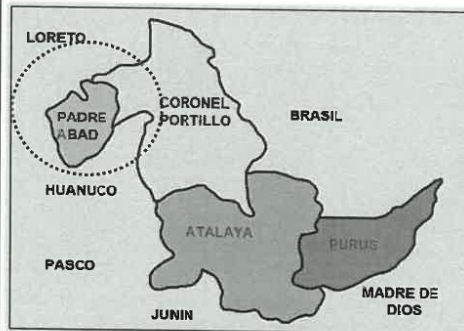 LORETO
PADRE
ABAD
CORONEL
PORTILLO
BRASIL
HUANUCO
ATALAYA
PURUS
PASCO
MADRE DE
DIOS
JUNIN